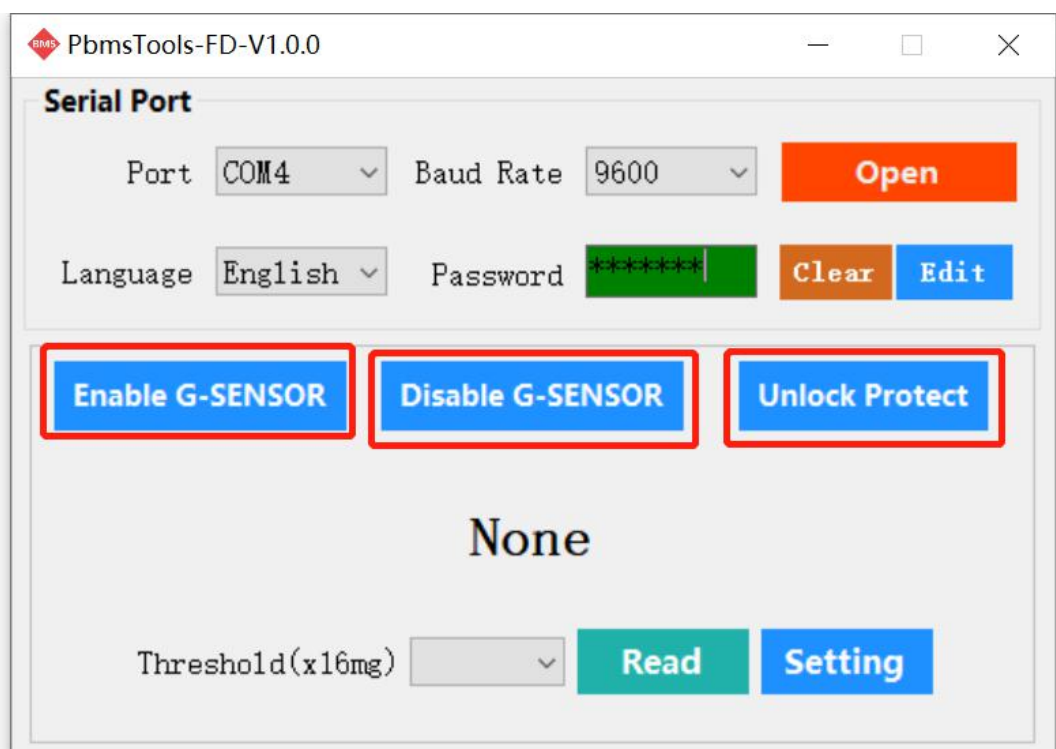 BMS PbmsTools-FD-V1.0.0
Serial Port
Port COM4 Baud Rate 9600 Open
Language English Password ******* Clear Edit
Enable G-SENSOR Disable G-SENSOR Unlock Protect
None
Threshold(x16mg) Read Setting